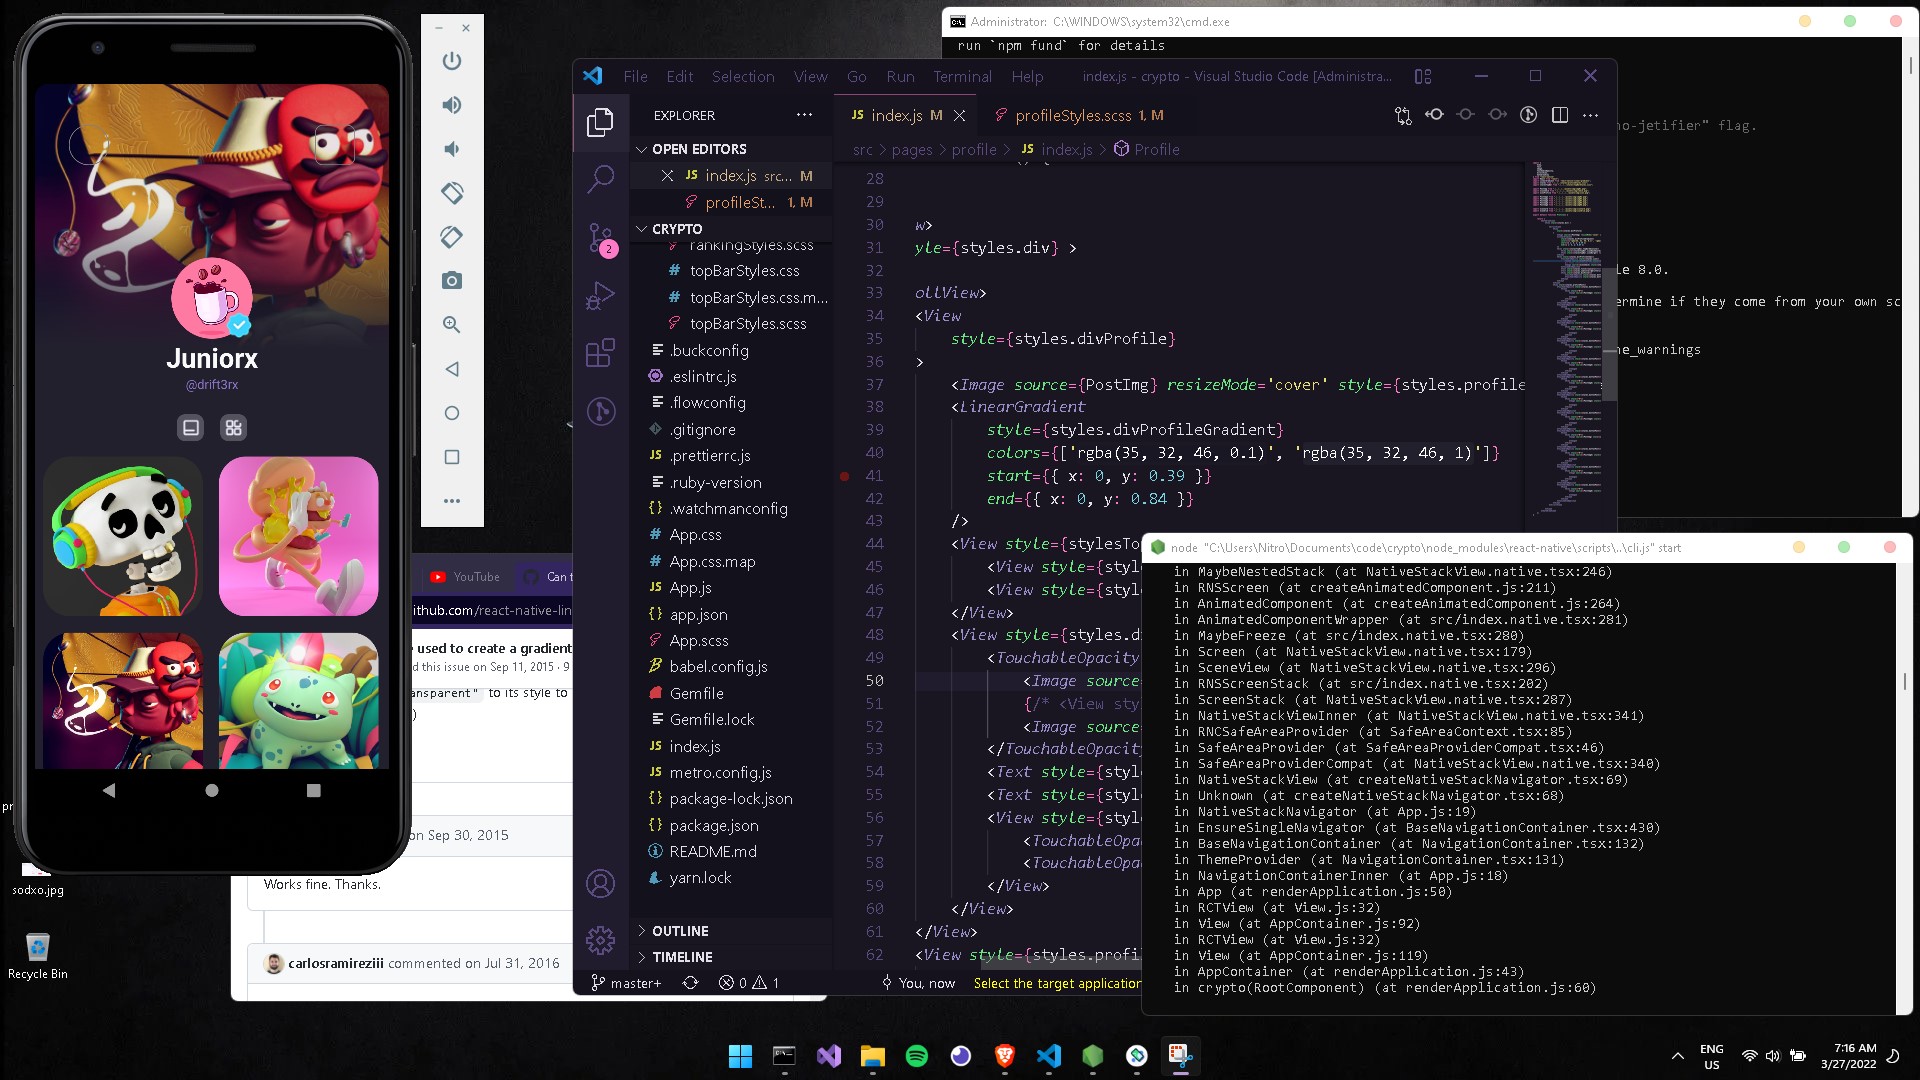 Juniorx
@drift3rx
sodxo.jpg
Recycle Bin
YouTube
Can t
ithub.com/react-native-lin
used to create a gradient
d this issue on Sep 11, 2015 · 9
ansparent" to its style to
)
on Sep 30, 2015
Works fine. Thanks.
carlosramireziii commented on Jul 31, 2016
Administrator: C:\WINDOWS\system32\cmd.exe
run `npm fund` for details
o-jetifier" flag.
le 8.0.
ermine if they come from your own sc
ne_warnings
File Edit Selection View Go Run Terminal Help
index.js - crypto - Visual Studio Code [Administra...
EXPLORER
OPEN EDITORS
JS index.js src... M
profileSt... 1, M
CRYPTO
rankingStyles.scss
# topBarStyles.css
# topBarStyles.css.m...
topBarStyles.scss
.buckconfig
.eslintrc.js
.flowconfig
.gitignore
JS .prettierrc.js
.ruby-version
{} .watchmanconfig
# App.css
# App.css.map
JS App.js
{} app.json
App.scss
babel.config.js
Gemfile
Gemfile.lock
JS index.js
JS metro.config.js
{} package-lock.json
{} package.json
README.md
yarn.lock
OUTLINE
TIMELINE
2
JS index.js M
profileStyles.scss 1, M
src > pages > profile > JS index.js > Profile
28
29
30 w>
31 yle={styles.div} >
32
33 ollView>
34 <View
35 style={styles.divProfile}
36 >
37 <Image source={PostImg} resizeMode='cover' style={styles.profile
38 <LinearGradient
39 style={styles.divProfileGradient}
40 colors={['rgba(35, 32, 46, 0.1)', 'rgba(35, 32, 46, 1)']}
41 start={{ x: 0, y: 0.39 }}
42 end={{ x: 0, y: 0.84 }}
43 />
44 <View style={stylesTo
45 <View style={styl
46 <View style={styl
47 </View>
48 <View style={styles.d
49 <TouchableOpacity
50 <Image source
51 {/* <View sty
52 <Image source
53 </TouchableOpacit
54 <Text style={styl
55 <Text style={styl
56 <View style={styl
57 <TouchableOpa
58 <TouchableOpa
59 </View>
60 </View>
61 </View>
62 <View style={styles.profi
master+
0 1
You, now
Select the target application
node "C:\Users\Nitro\Documents\code\crypto\node_modules\react-native\scripts\..\cli.js" start
in MaybeNestedStack (at NativeStackView.native.tsx:246)
in RNSScreen (at createAnimatedComponent.js:211)
in AnimatedComponent (at createAnimatedComponent.js:264)
in AnimatedComponentWrapper (at src/index.native.tsx:281)
in MaybeFreeze (at src/index.native.tsx:280)
in Screen (at NativeStackView.native.tsx:179)
in SceneView (at NativeStackView.native.tsx:296)
in RNSScreenStack (at src/index.native.tsx:202)
in ScreenStack (at NativeStackView.native.tsx:287)
in NativeStackViewInner (at NativeStackView.native.tsx:341)
in RNCSafeAreaProvider (at SafeAreaContext.tsx:85)
in SafeAreaProvider (at SafeAreaProviderCompat.tsx:46)
in SafeAreaProviderCompat (at NativeStackView.native.tsx:340)
in NativeStackView (at createNativeStackNavigator.tsx:69)
in Unknown (at createNativeStackNavigator.tsx:68)
in NativeStackNavigator (at App.js:19)
in EnsureSingleNavigator (at BaseNavigationContainer.tsx:430)
in BaseNavigationContainer (at NavigationContainer.tsx:132)
in ThemeProvider (at NavigationContainer.tsx:131)
in NavigationContainerInner (at App.js:18)
in App (at renderApplication.js:50)
in RCTView (at View.js:32)
in View (at AppContainer.js:92)
in RCTView (at View.js:32)
in View (at AppContainer.js:119)
in AppContainer (at renderApplication.js:43)
in crypto(RootComponent) (at renderApplication.js:60)
ENG
US
7:16 AM
3/27/2022